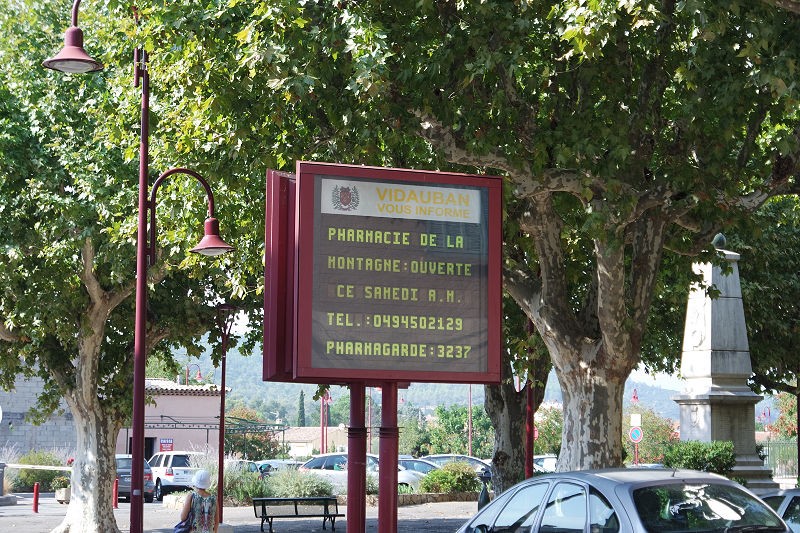 VIDAUBAN
VOUS INFORME
PHARMACIE DE LA
MONTAGNE:OUVERTE
CE SAMEDI A.M.
TEL.:0494502129
PHARMAGARDE:3237